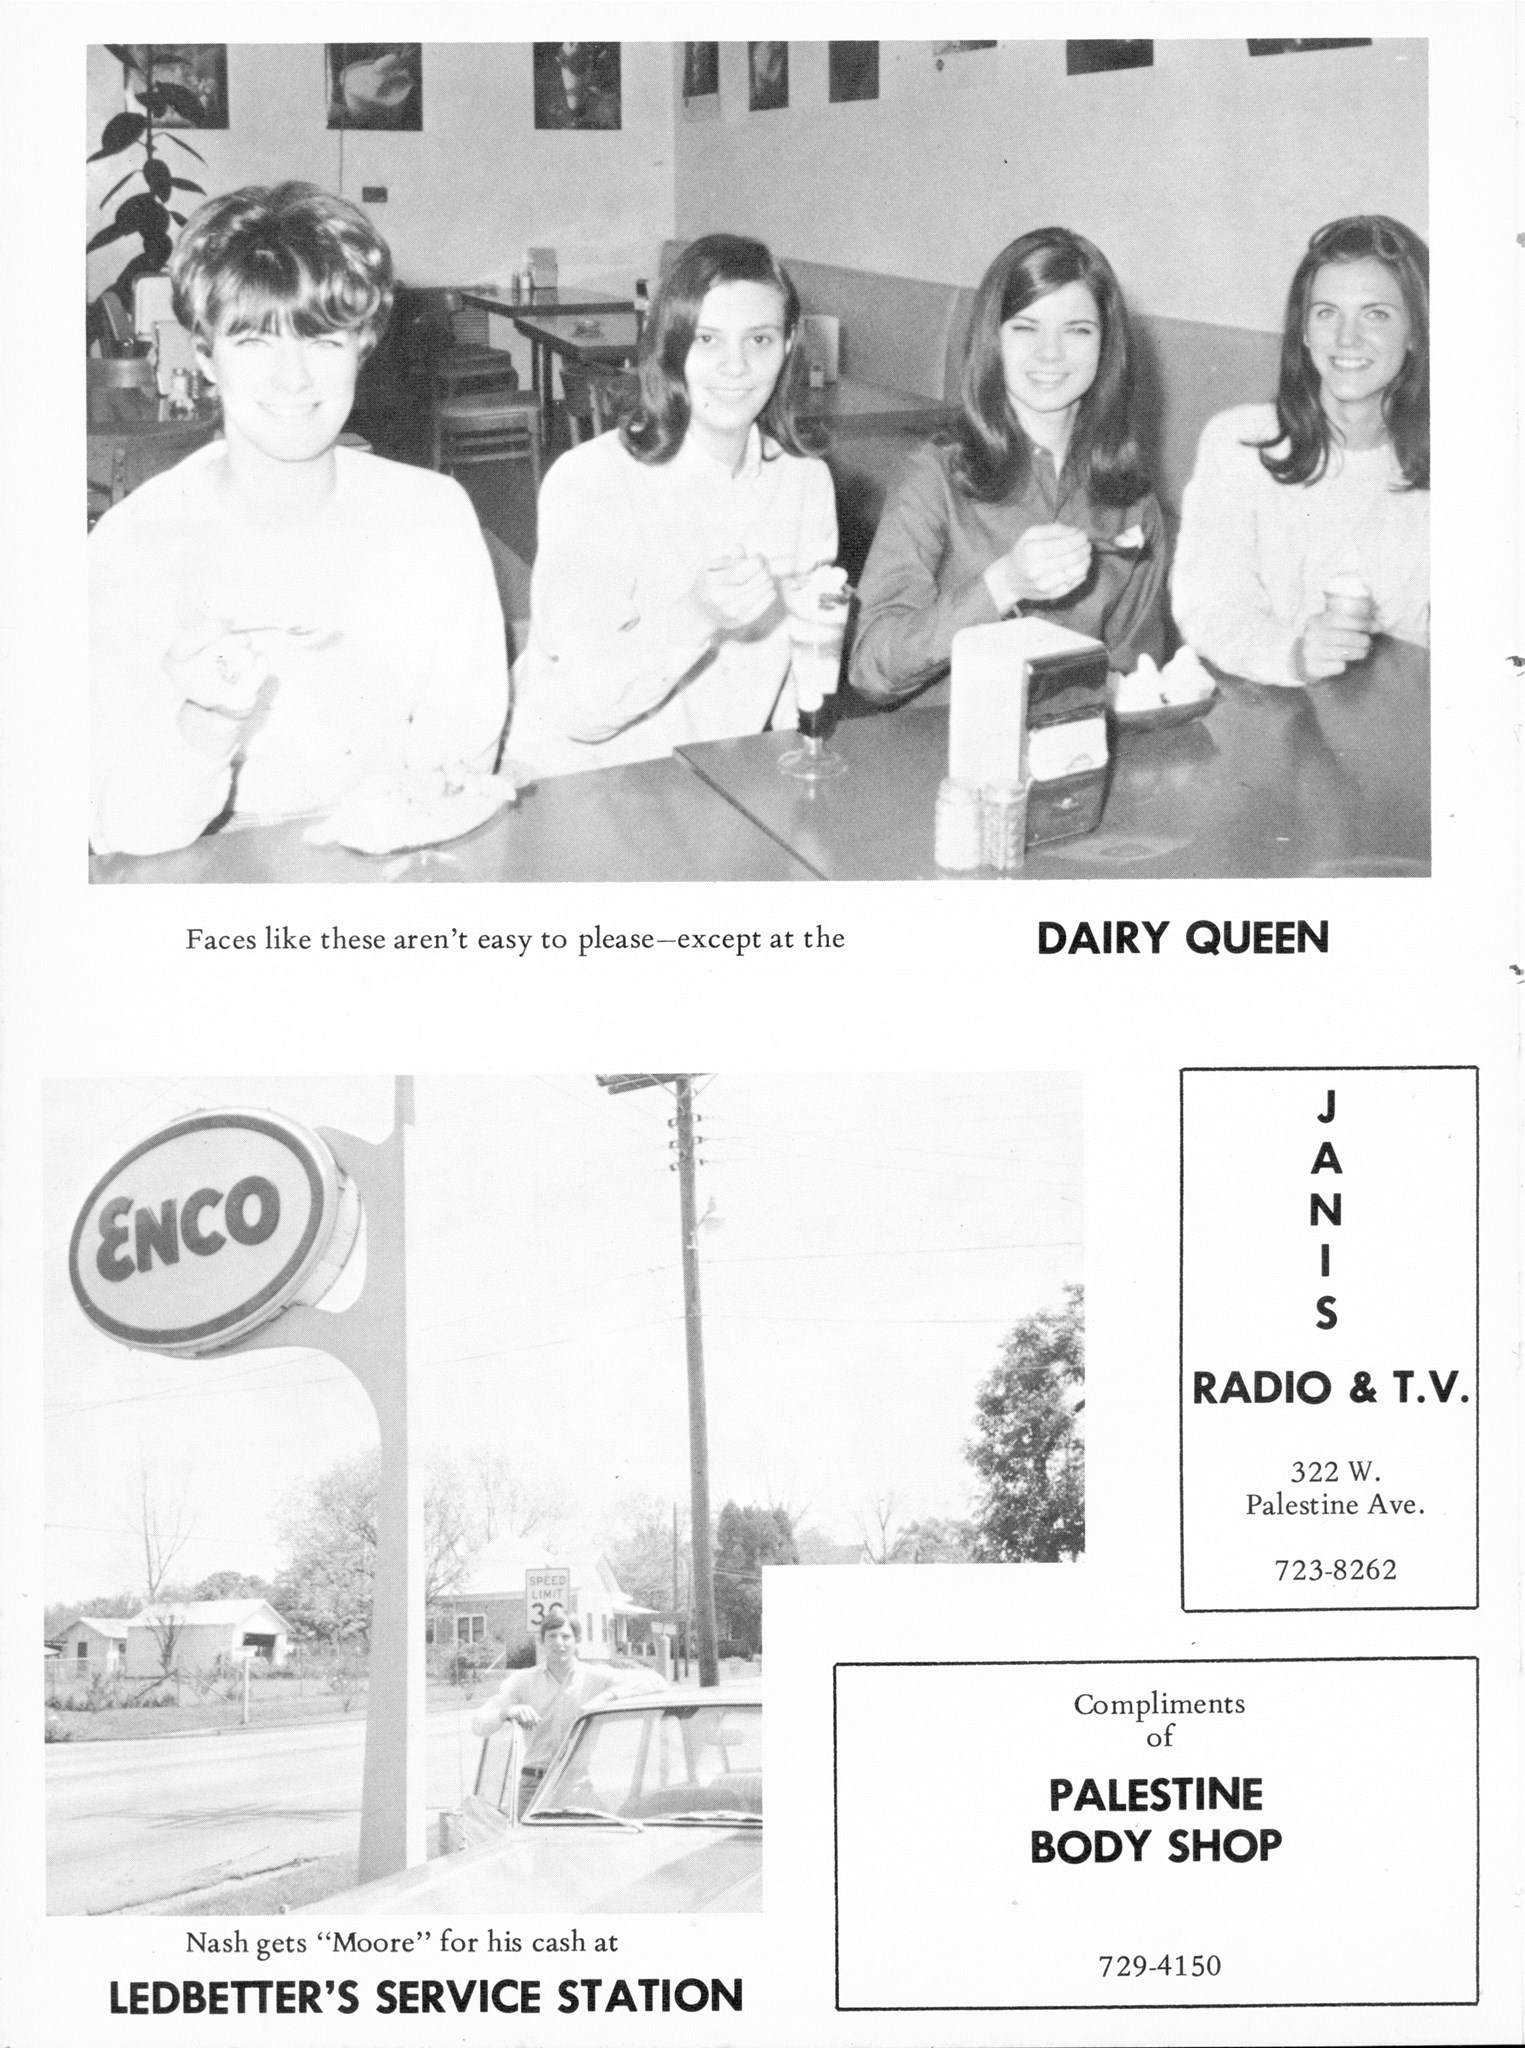 Faces like these aren't easy to please—except at the
DAIRY QUEEN
ENCO
SPEED
LIMIT
30
Nash gets “Moore” for his cash at
LEDBETTER'S SERVICE STATION
J
A
N
I
S
RADIO & T.V.
322 W.
Palestine Ave.
723-8262
Compliments
of
PALESTINE
BODY SHOP
729-4150